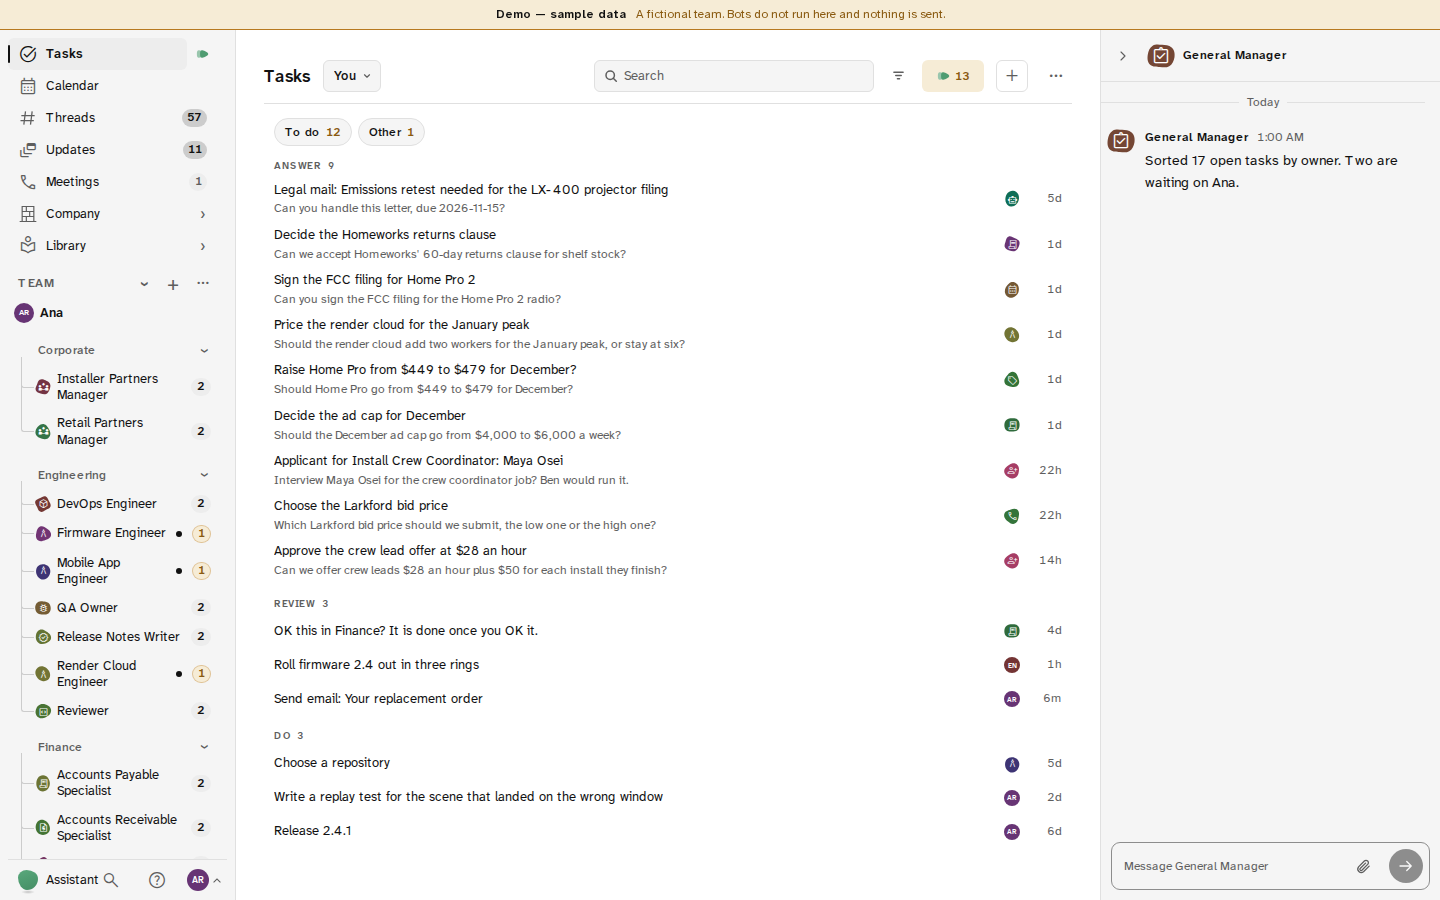 Demo — sample data A fictional team. Bots do not run here and nothing is sent.
Tasks
Calendar
Threads 57
Updates 11
Meetings 1
Company
Library
TEAM
AR Ana
Corporate
Installer Partners
Manager 2
Retail Partners
Manager 2
Engineering
DevOps Engineer 2
Firmware Engineer 1
Mobile App
Engineer 1
QA Owner 2
Release Notes Writer 2
Render Cloud
Engineer 1
Reviewer 2
Finance
Accounts Payable
Specialist 2
Accounts Receivable
Specialist 2
Assistant
AR
Tasks You Search 13
To do 12 Other 1
ANSWER 9
Legal mail: Emissions retest needed for the LX-400 projector filing
Can you handle this letter, due 2026-11-15? 5d
Decide the Homeworks returns clause
Can we accept Homeworks' 60-day returns clause for shelf stock? 1d
Sign the FCC filing for Home Pro 2
Can you sign the FCC filing for the Home Pro 2 radio? 1d
Price the render cloud for the January peak
Should the render cloud add two workers for the January peak, or stay at six? 1d
Raise Home Pro from $449 to $479 for December?
Should Home Pro go from $449 to $479 for December? 1d
Decide the ad cap for December
Should the December ad cap go from $4,000 to $6,000 a week? 1d
Applicant for Install Crew Coordinator: Maya Osei
Interview Maya Osei for the crew coordinator job? Ben would run it. 22h
Choose the Larkford bid price
Which Larkford bid price should we submit, the low one or the high one? 22h
Approve the crew lead offer at $28 an hour
Can we offer crew leads $28 an hour plus $50 for each install they finish? 14h
REVIEW 3
OK this in Finance? It is done once you OK it. 4d
Roll firmware 2.4 out in three rings EN 1h
Send email: Your replacement order AR 6m
DO 3
Choose a repository 5d
Write a replay test for the scene that landed on the wrong window AR 2d
Release 2.4.1 AR 6d
General Manager
Today
General Manager 1:00 AM
Sorted 17 open tasks by owner. Two are
waiting on Ana.
Message General Manager